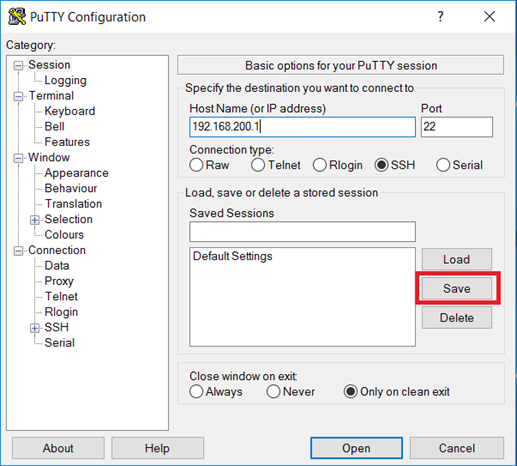 PuTTY Configuration
Category:
Session
Logging
Terminal
Keyboard
Bell
Features
Window
Appearance
Behaviour
Translation
Selection
Colours
Connection
Data
Proxy
Telnet
Rlogin
SSH
Serial
Basic options for your PuTTY session
Specify the destination you want to connect to
Host Name (or IP address) Port
192.168.200.1 22
Connection type:
Raw Telnet Rlogin SSH Serial
Load, save or delete a stored session
Saved Sessions
Default Settings
Load
Save
Delete
Close window on exit:
Always Never Only on clean exit
About Help Open Cancel